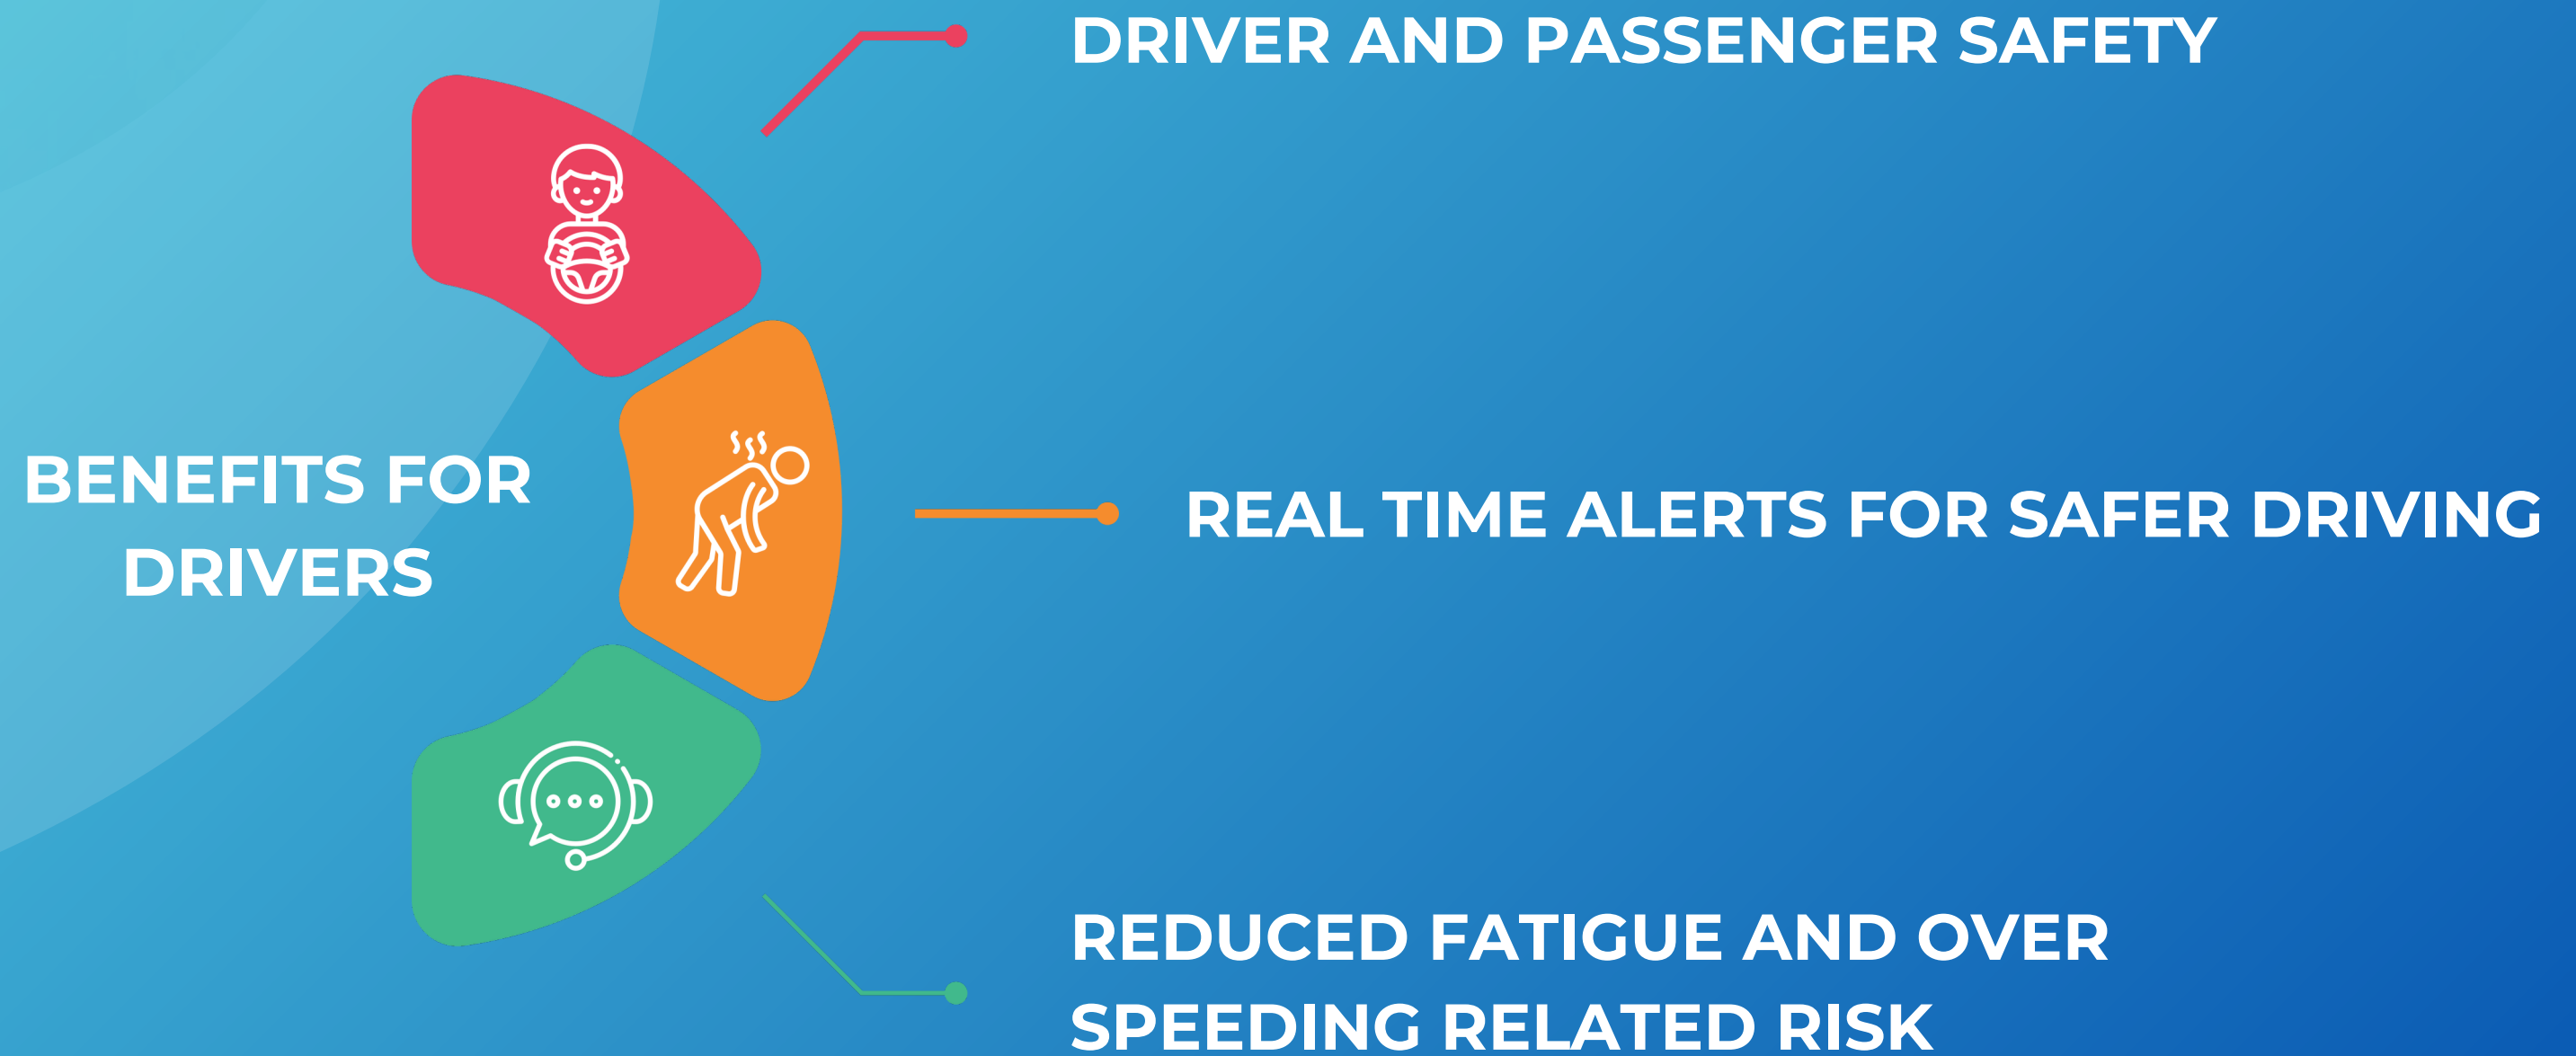 DRIVER AND PASSENGER SAFETY
BENEFITS FOR
DRIVERS
REAL TIME ALERTS FOR SAFER DRIVING
REDUCED FATIGUE AND OVER
SPEEDING RELATED RISK